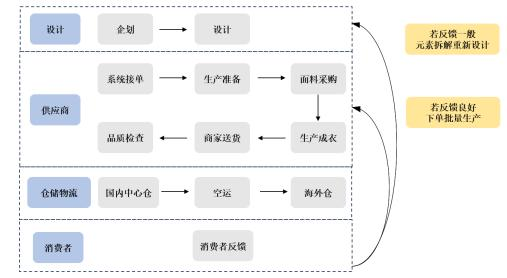 设计
企划
设计
若反馈一般
元素拆解重新设计
供应商
系统接单
生产准备
面料采购
若反馈良好
下单批量生产
品质检查
商家送货
生产成衣
仓储物流
国内中心仓
空运
海外仓
消费者
消费者反馈